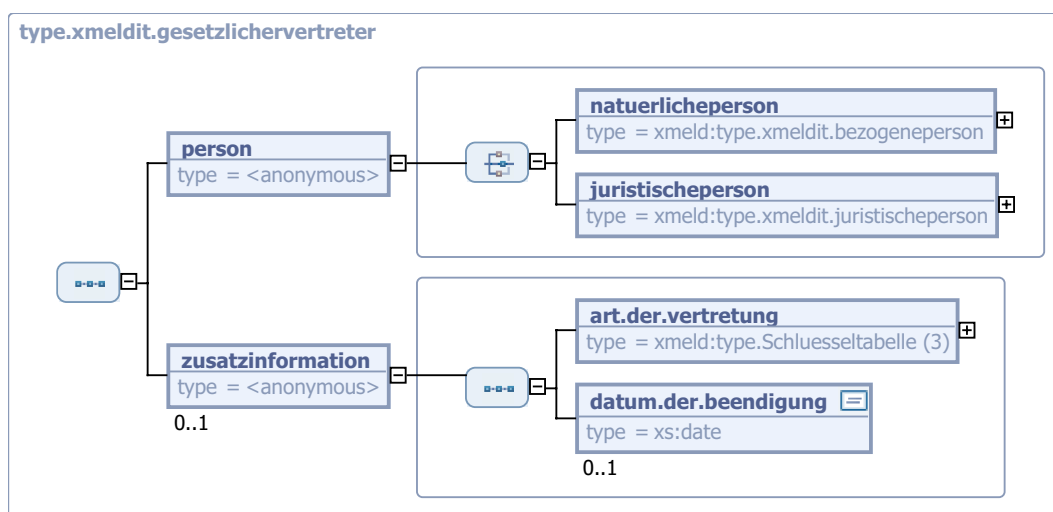 type.xmeldit.gesetzlichervertreter
natuerlicheperson
type = xmeld:type.xmeldit.bezogeneperson
person
type = <anonymous>
juristischeperson
type = xmeld:type.xmeldit.juristischeperson
art.der.vertretung
type = xmeld:type.Schluesseltabelle (3)
zusatzinformation
type = <anonymous>
0..1
datum.der.beendigung
type = xs:date
0..1